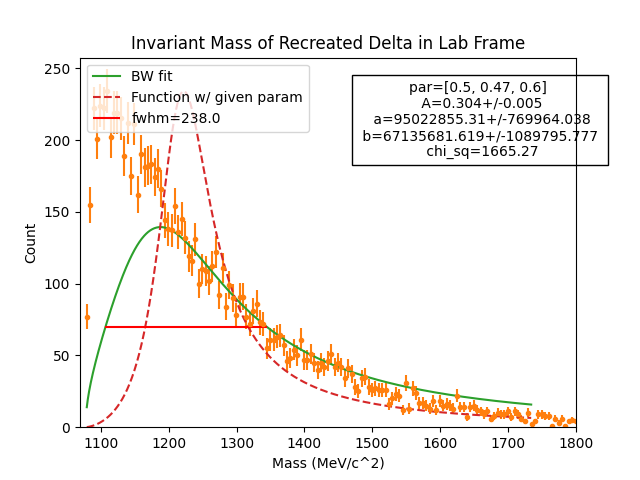 Invariant Mass of Recreated Delta in Lab Frame
250
200
150
100
50
0
Count
BW fit
Function w/ given param
fwhm=238.0
par=[0.5, 0.47, 0.6]
A=0.304+/-0.005
a=95022855.31+/-769964.038
b=67135681.619+/-1089795.777
chi_sq=1665.27
1100 1200 1300 1400 1500 1600 1700 1800
Mass (MeV/c^2)